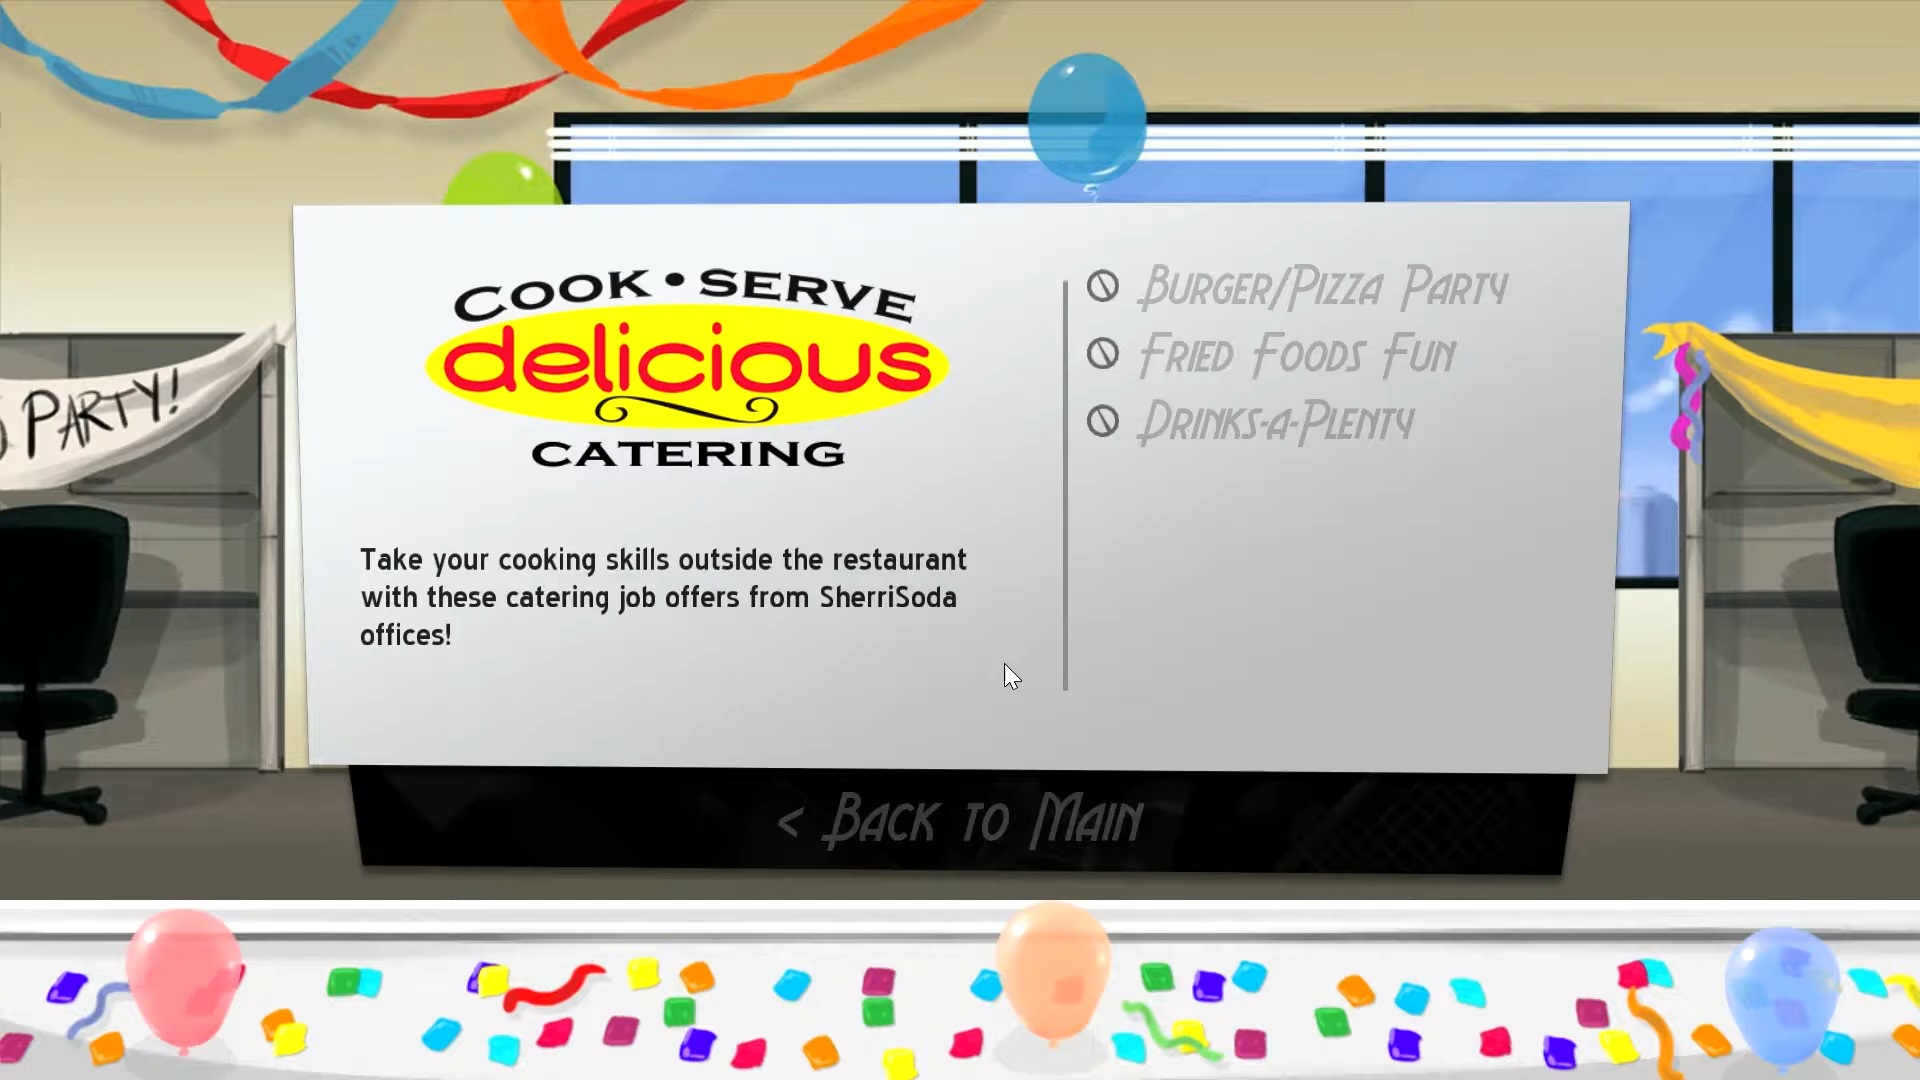 COOK • SERVE
delicious
CATERING
Take your cooking skills outside the restaurant
with these catering job offers from SherriSoda
offices!
BURGER/PIZZA PARTY
FRIED FOODS FUN
DRINKS-A-PLENTY
PARTY!
< BACK TO MAIN